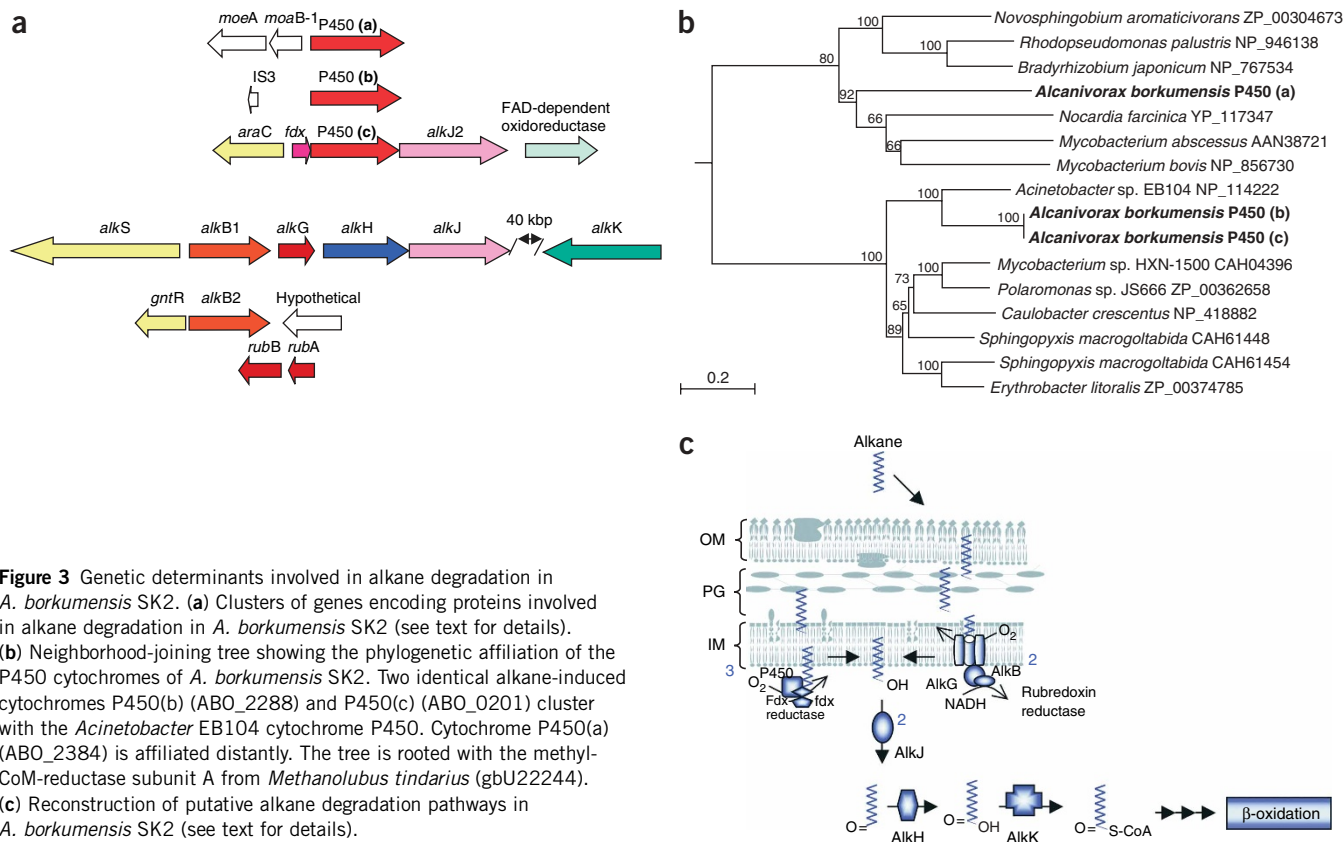 a
moeA moaB-1 P450 (a)
IS3 P450 (b)
araC fdx P450 (c) alkJ2 FAD-dependent
oxidoreductase
alkS alkB1 alkG alkH alkJ 40 kbp alkK
gntR alkB2 Hypothetical
rubB rubA
b
Novosphingobium aromaticivorans ZP_00304673
Rhodopseudomonas palustris NP_946138
Bradyrhizobium japonicum NP_767534
Alcanivorax borkumensis P450 (a)
Nocardia farcinica YP_117347
Mycobacterium abscessus AAN38721
Mycobacterium bovis NP_856730
Acinetobacter sp. EB104 NP_114222
Alcanivorax borkumensis P450 (b)
Alcanivorax borkumensis P450 (c)
Mycobacterium sp. HXN-1500 CAH04396
Polaromonas sp. JS666 ZP_00362658
Caulobacter crescentus NP_418882
Sphingopyxis macrogoltabida CAH61448
Sphingopyxis macrogoltabida CAH61454
Erythrobacter litoralis ZP_00374785
100
100
80
92
66
66
100
100
100
100
73
65
89
100
0.2
Figure 3 Genetic determinants involved in alkane degradation in
A. borkumensis SK2. (a) Clusters of genes encoding proteins involved
in alkane degradation in A. borkumensis SK2 (see text for details).
(b) Neighborhood-joining tree showing the phylogenetic affiliation of the
P450 cytochromes of A. borkumensis SK2. Two identical alkane-induced
cytochromes P450(b) (ABO_2288) and P450(c) (ABO_0201) cluster
with the Acinetobacter EB104 cytochrome P450. Cytochrome P450(a)
(ABO_2384) is affiliated distantly. The tree is rooted with the methyl-
CoM-reductase subunit A from Methanolubus tindarius (gbU22244).
(c) Reconstruction of putative alkane degradation pathways in
A. borkumensis SK2 (see text for details).
c
Alkane
OM
PG
IM
3
P450
O2
Fdx
fdx
reductase
OH
O2
2
AlkB
AlkG
NADH
Rubredoxin
reductase
2
AlkJ
O=
AlkH
O=
OH
AlkK
O=
S-CoA
β-oxidation